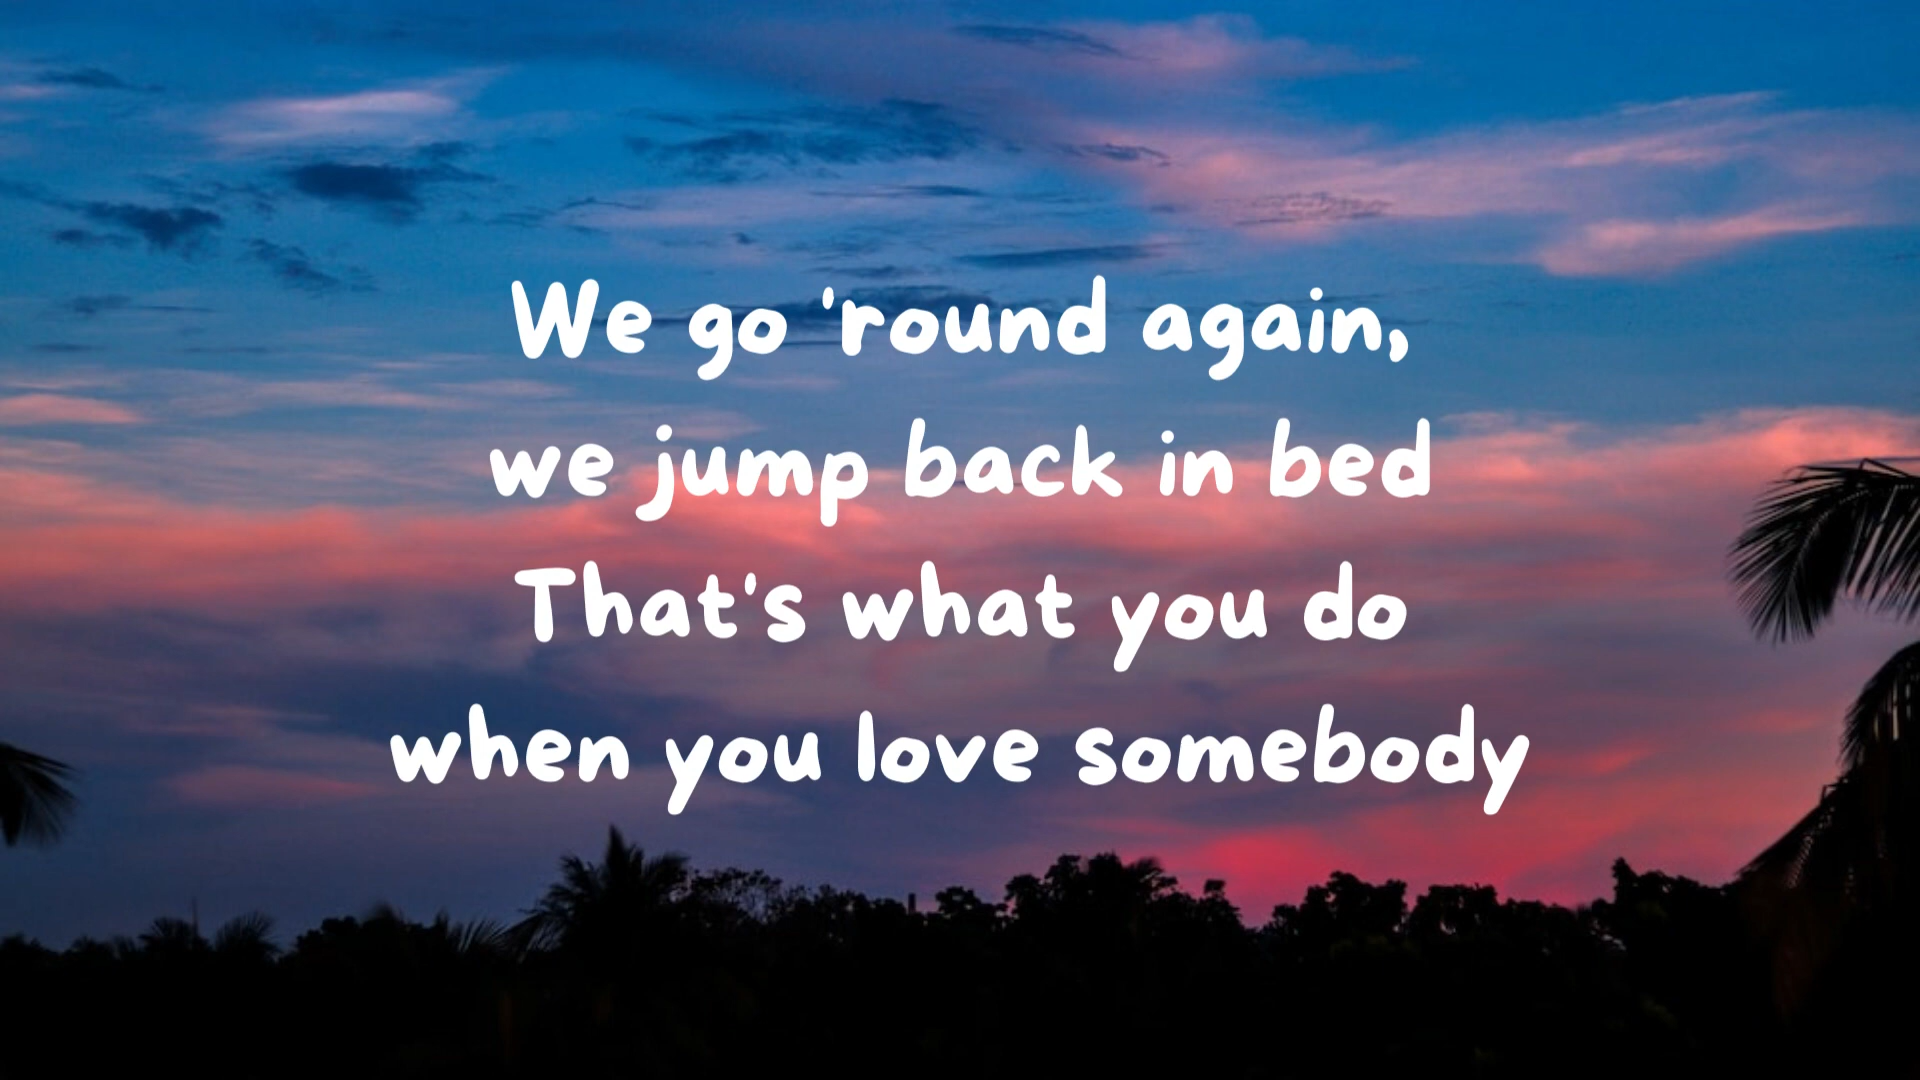 We go 'round again,
we jump back in bed
That's what you do
when you love somebody